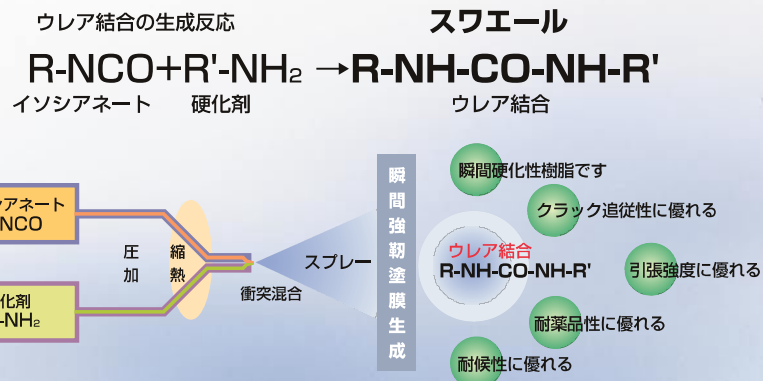 ウレア結合の生成反応
スワエール
R-NCO+R'-NH₂ →R-NH-CO-NH-R'
イソシアネート 硬化剤 ウレア結合
シアネート
NCO
化剤
-NH₂
圧縮
加熱
衝突混合
スプレー
瞬間強靭塗膜生成
瞬間硬化性樹脂です
クラック追従性に優れる
ウレア結合
R-NH-CO-NH-R'
引張強度に優れる
耐薬品性に優れる
耐候性に優れる